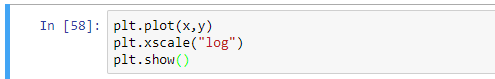 In [58]: plt.plot(x,y)
plt.xscale("log")
plt.show()